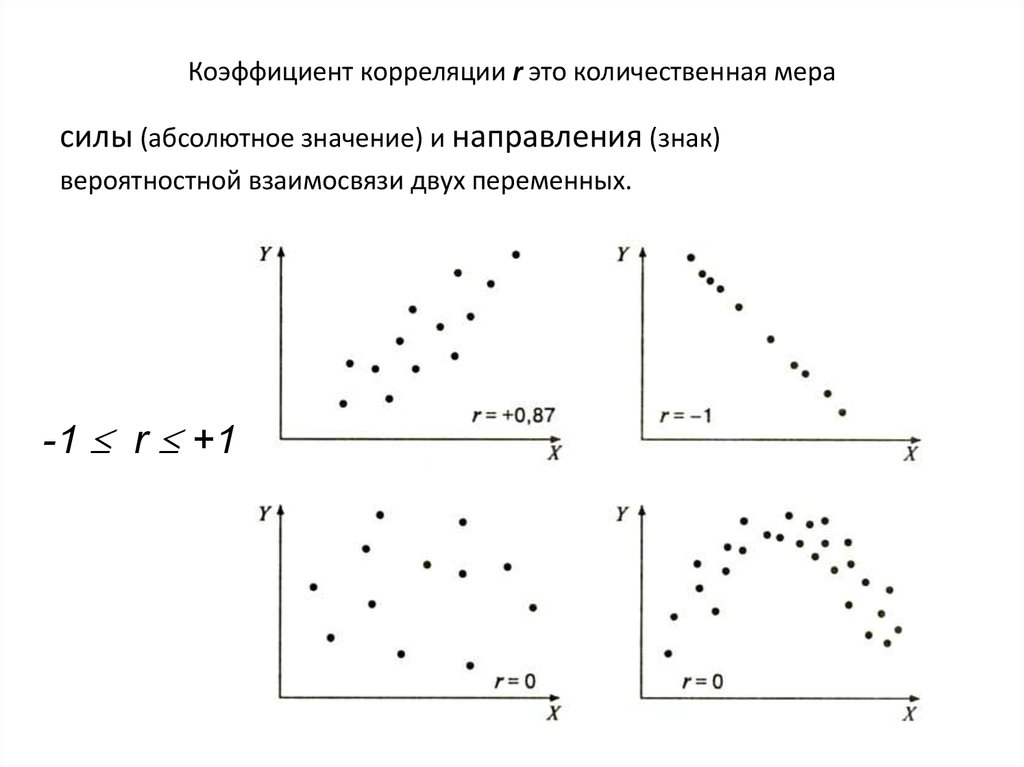 Коэффициент корреляции r это количественная мера
силы (абсолютное значение) и направления (знак)
вероятностной взаимосвязи двух переменных.
Y
r = +0,87
X
Y
r = –1
X
-1 ≤ r ≤ +1
Y
r = 0
X
Y
r = 0
X